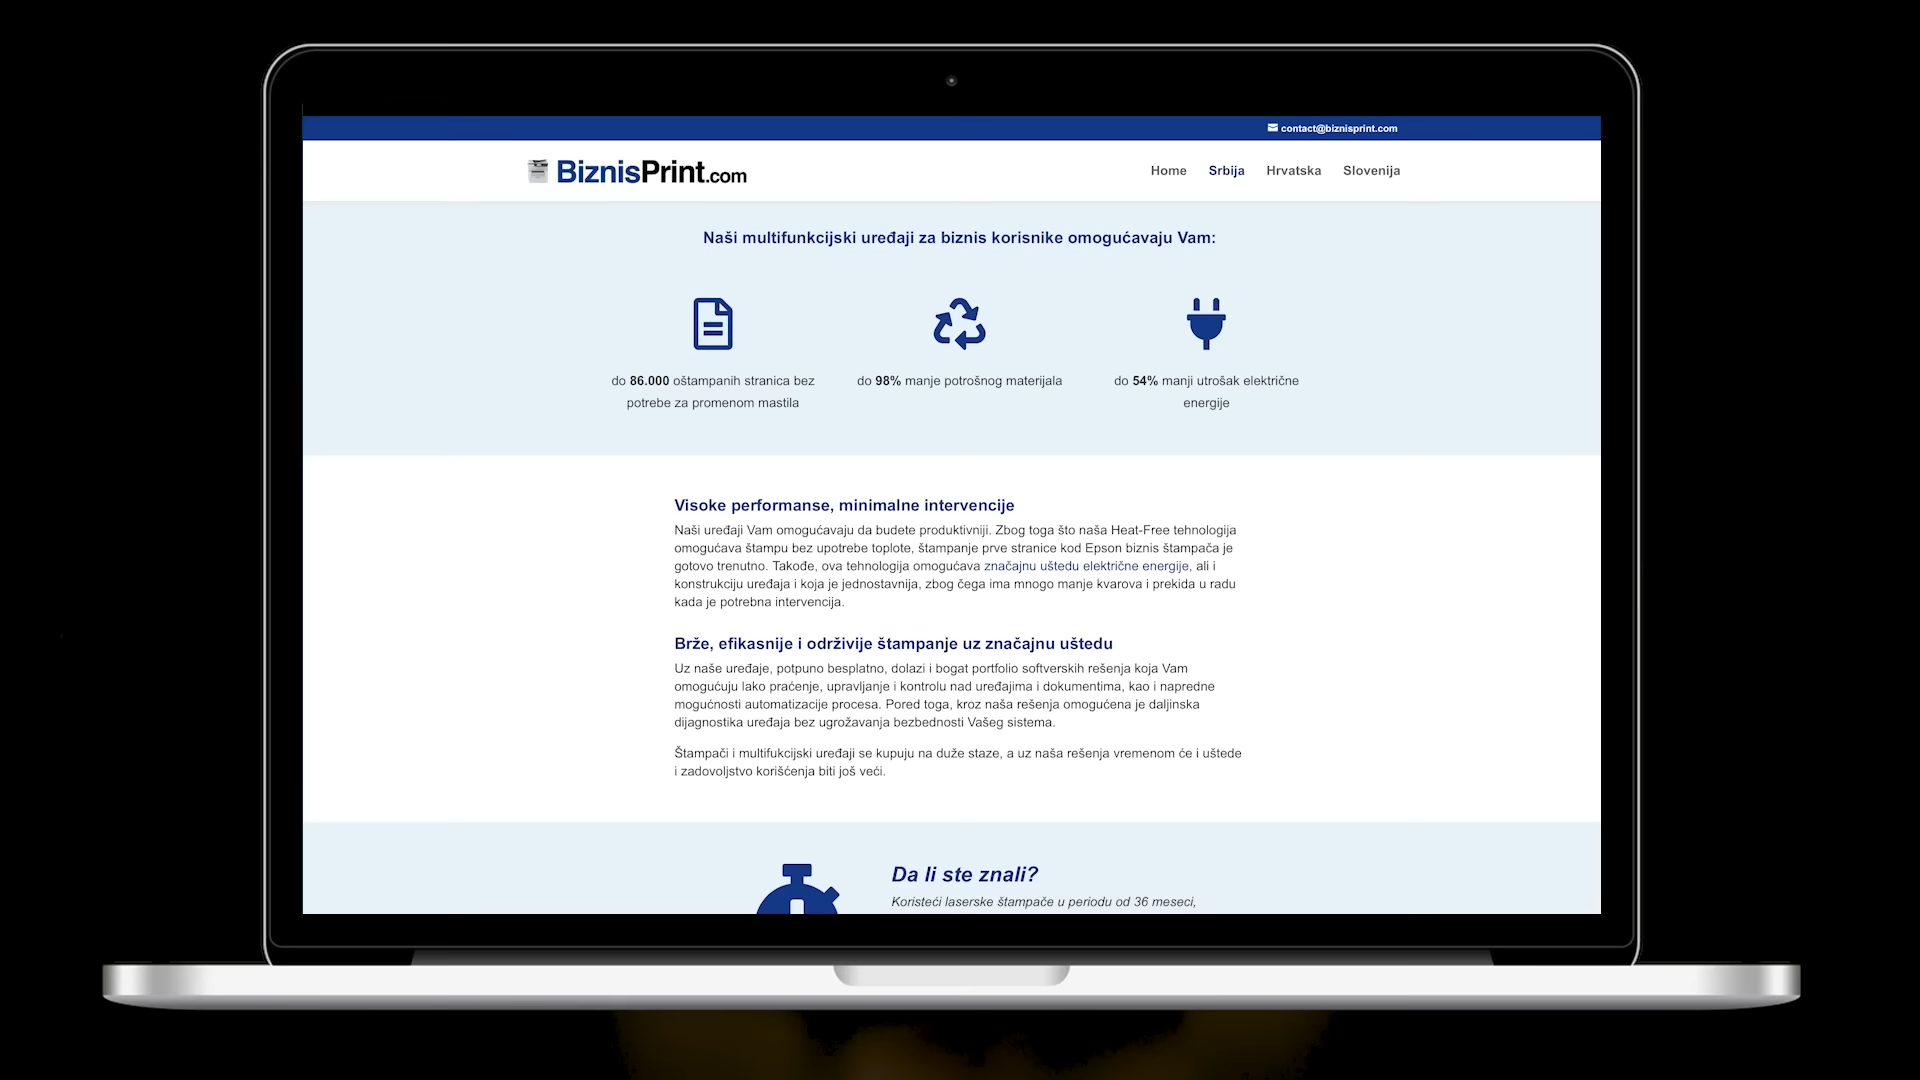 contact@biznisprint.com
BiznisPrint.com
Home Srbija Hrvatska Slovenija
Naši multifunkcijski uređaji za biznis korisnike omogućavaju Vam:
do 86.000 oštampanih stranica bez
potrebe za promenom mastila
do 98% manje potrošnog materijala
do 54% manji utrošak električne
energije
Visoke performanse, minimalne intervencije
Naši uređaji Vam omogućavaju da budete produktivniji. Zbog toga što naša Heat-Free tehnologija
omogućava štampu bez upotrebe toplote, štampanje prve stranice kod Epson biznis štampača je
gotovo trenutno. Takođe, ova tehnologija omogućava značajnu uštedu električne energije, ali i
konstrukciju uređaja i koja je jednostavnija, zbog čega ima mnogo manje kvarova i prekida u radu
kada je potrebna intervencija.
Brže, efikasnije i održivije štampanje uz značajnu uštedu
Uz naše uređaje, potpuno besplatno, dolazi i bogat portfolio softverskih rešenja koja Vam
omogućuju lako praćenje, upravljanje i kontrolu nad uređajima i dokumentima, kao i napredne
mogućnosti automatizacije procesa. Pored toga, kroz naša rešenja omogućena je daljinska
dijagnostika uređaja bez ugrožavanja bezbednosti Vašeg sistema.
Štampači i multifukcijski uređaji se kupuju na duže staze, a uz naša rešenja vremenom će i uštede
i zadovoljstvo korišćenja biti još veći.
Da li ste znali?
Koristeći laserske štampače u periodu od 36 meseci,